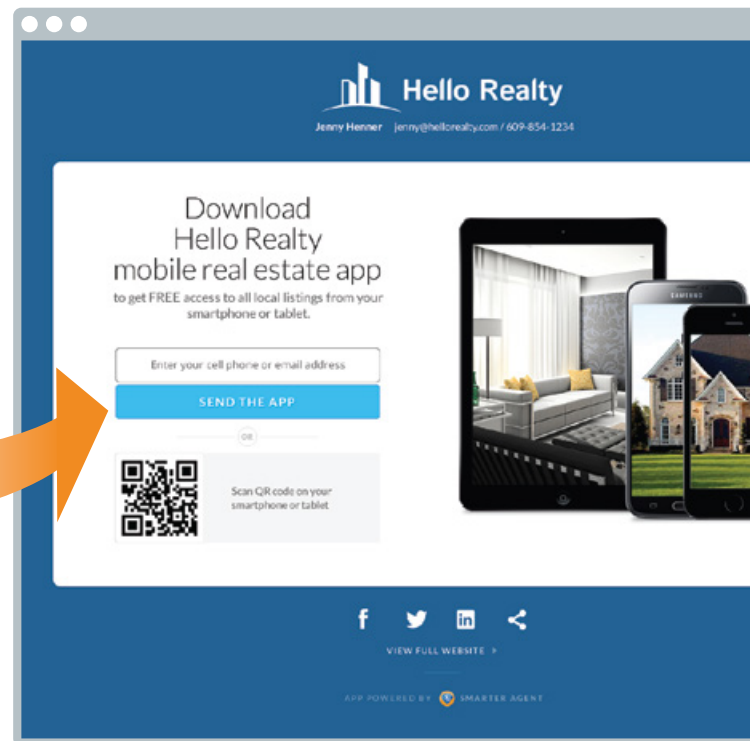 Hello Realty
Jenny Henner jenny@hellorealty.com / 609-854-1234
Download
Hello Realty
mobile real estate app
to get FREE access to all local listings from your
smartphone or tablet.
Enter your cell phone or email address
SEND THE APP
OR
Scan QR code on your
smartphone or tablet
SAMSUNG
f in
VIEW FULL WEBSITE >
APP POWERED BY SMARTER AGENT